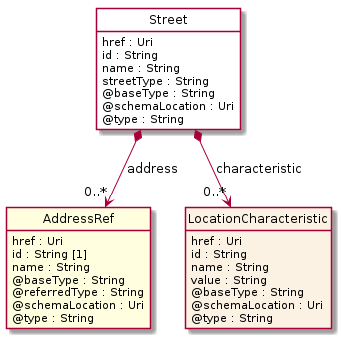 Street
href : Uri
id : String
name : String
streetType : String
@baseType : String
@schemaLocation : Uri
@type : String
address
characteristic
0..*
0..*
AddressRef
href : Uri
id : String [1]
name : String
@baseType : String
@referredType : String
@schemaLocation : Uri
@type : String
LocationCharacteristic
href : Uri
id : String
name : String
value : String
@baseType : String
@schemaLocation : Uri
@type : String